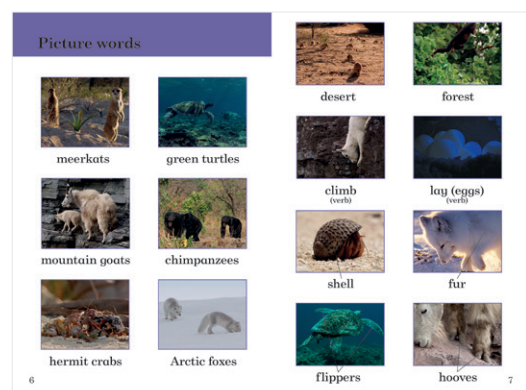 Picture words
meerkats
green turtles
mountain goats
chimpanzees
hermit crabs
Arctic foxes
6
desert
forest
climb
(verb)
lay (eggs)
(verb)
shell
fur
flippers
hooves
7